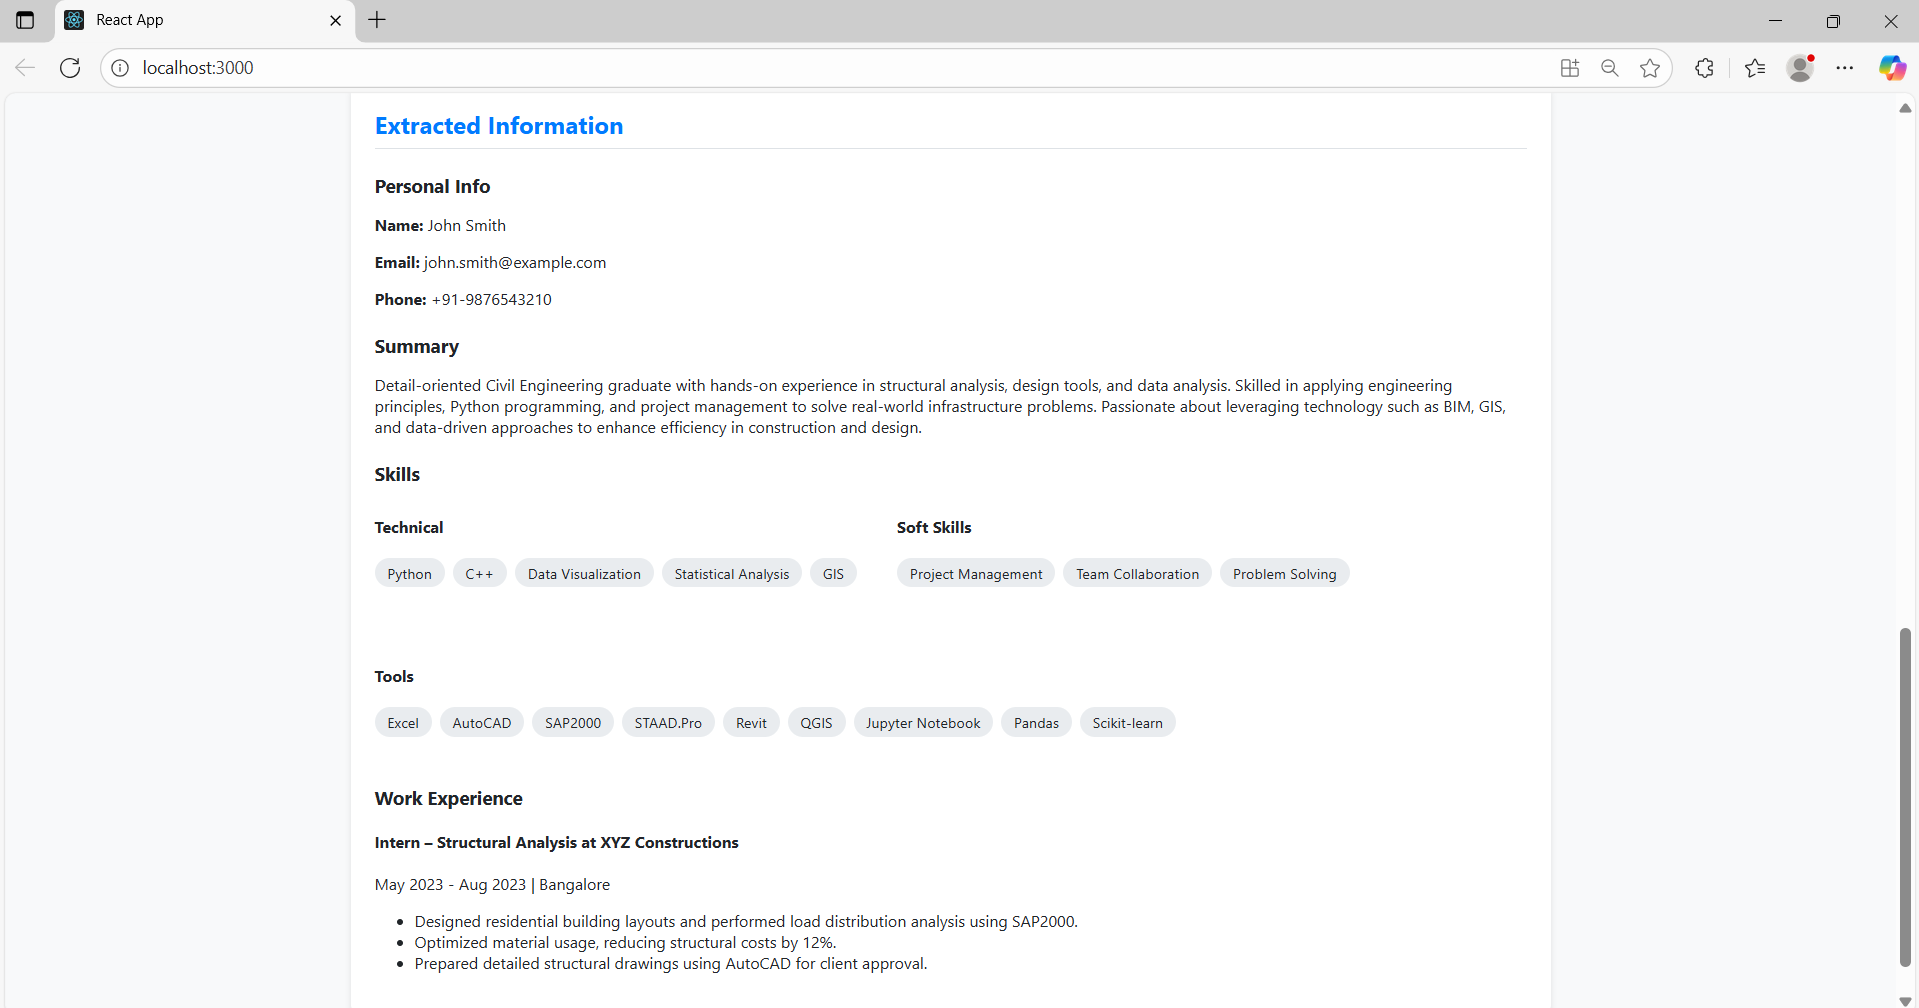 React App
localhost:3000
Extracted Information
Personal Info
Name: John Smith
Email: john.smith@example.com
Phone: +91-9876543210
Summary
Detail-oriented Civil Engineering graduate with hands-on experience in structural analysis, design tools, and data analysis. Skilled in applying engineering
principles, Python programming, and project management to solve real-world infrastructure problems. Passionate about leveraging technology such as BIM, GIS,
and data-driven approaches to enhance efficiency in construction and design.
Skills
Technical
Python C++ Data Visualization Statistical Analysis GIS
Soft Skills
Project Management Team Collaboration Problem Solving
Tools
Excel AutoCAD SAP2000 STAAD.Pro Revit QGIS Jupyter Notebook Pandas Scikit-learn
Work Experience
Intern – Structural Analysis at XYZ Constructions
May 2023 - Aug 2023 | Bangalore
• Designed residential building layouts and performed load distribution analysis using SAP2000.
• Optimized material usage, reducing structural costs by 12%.
• Prepared detailed structural drawings using AutoCAD for client approval.